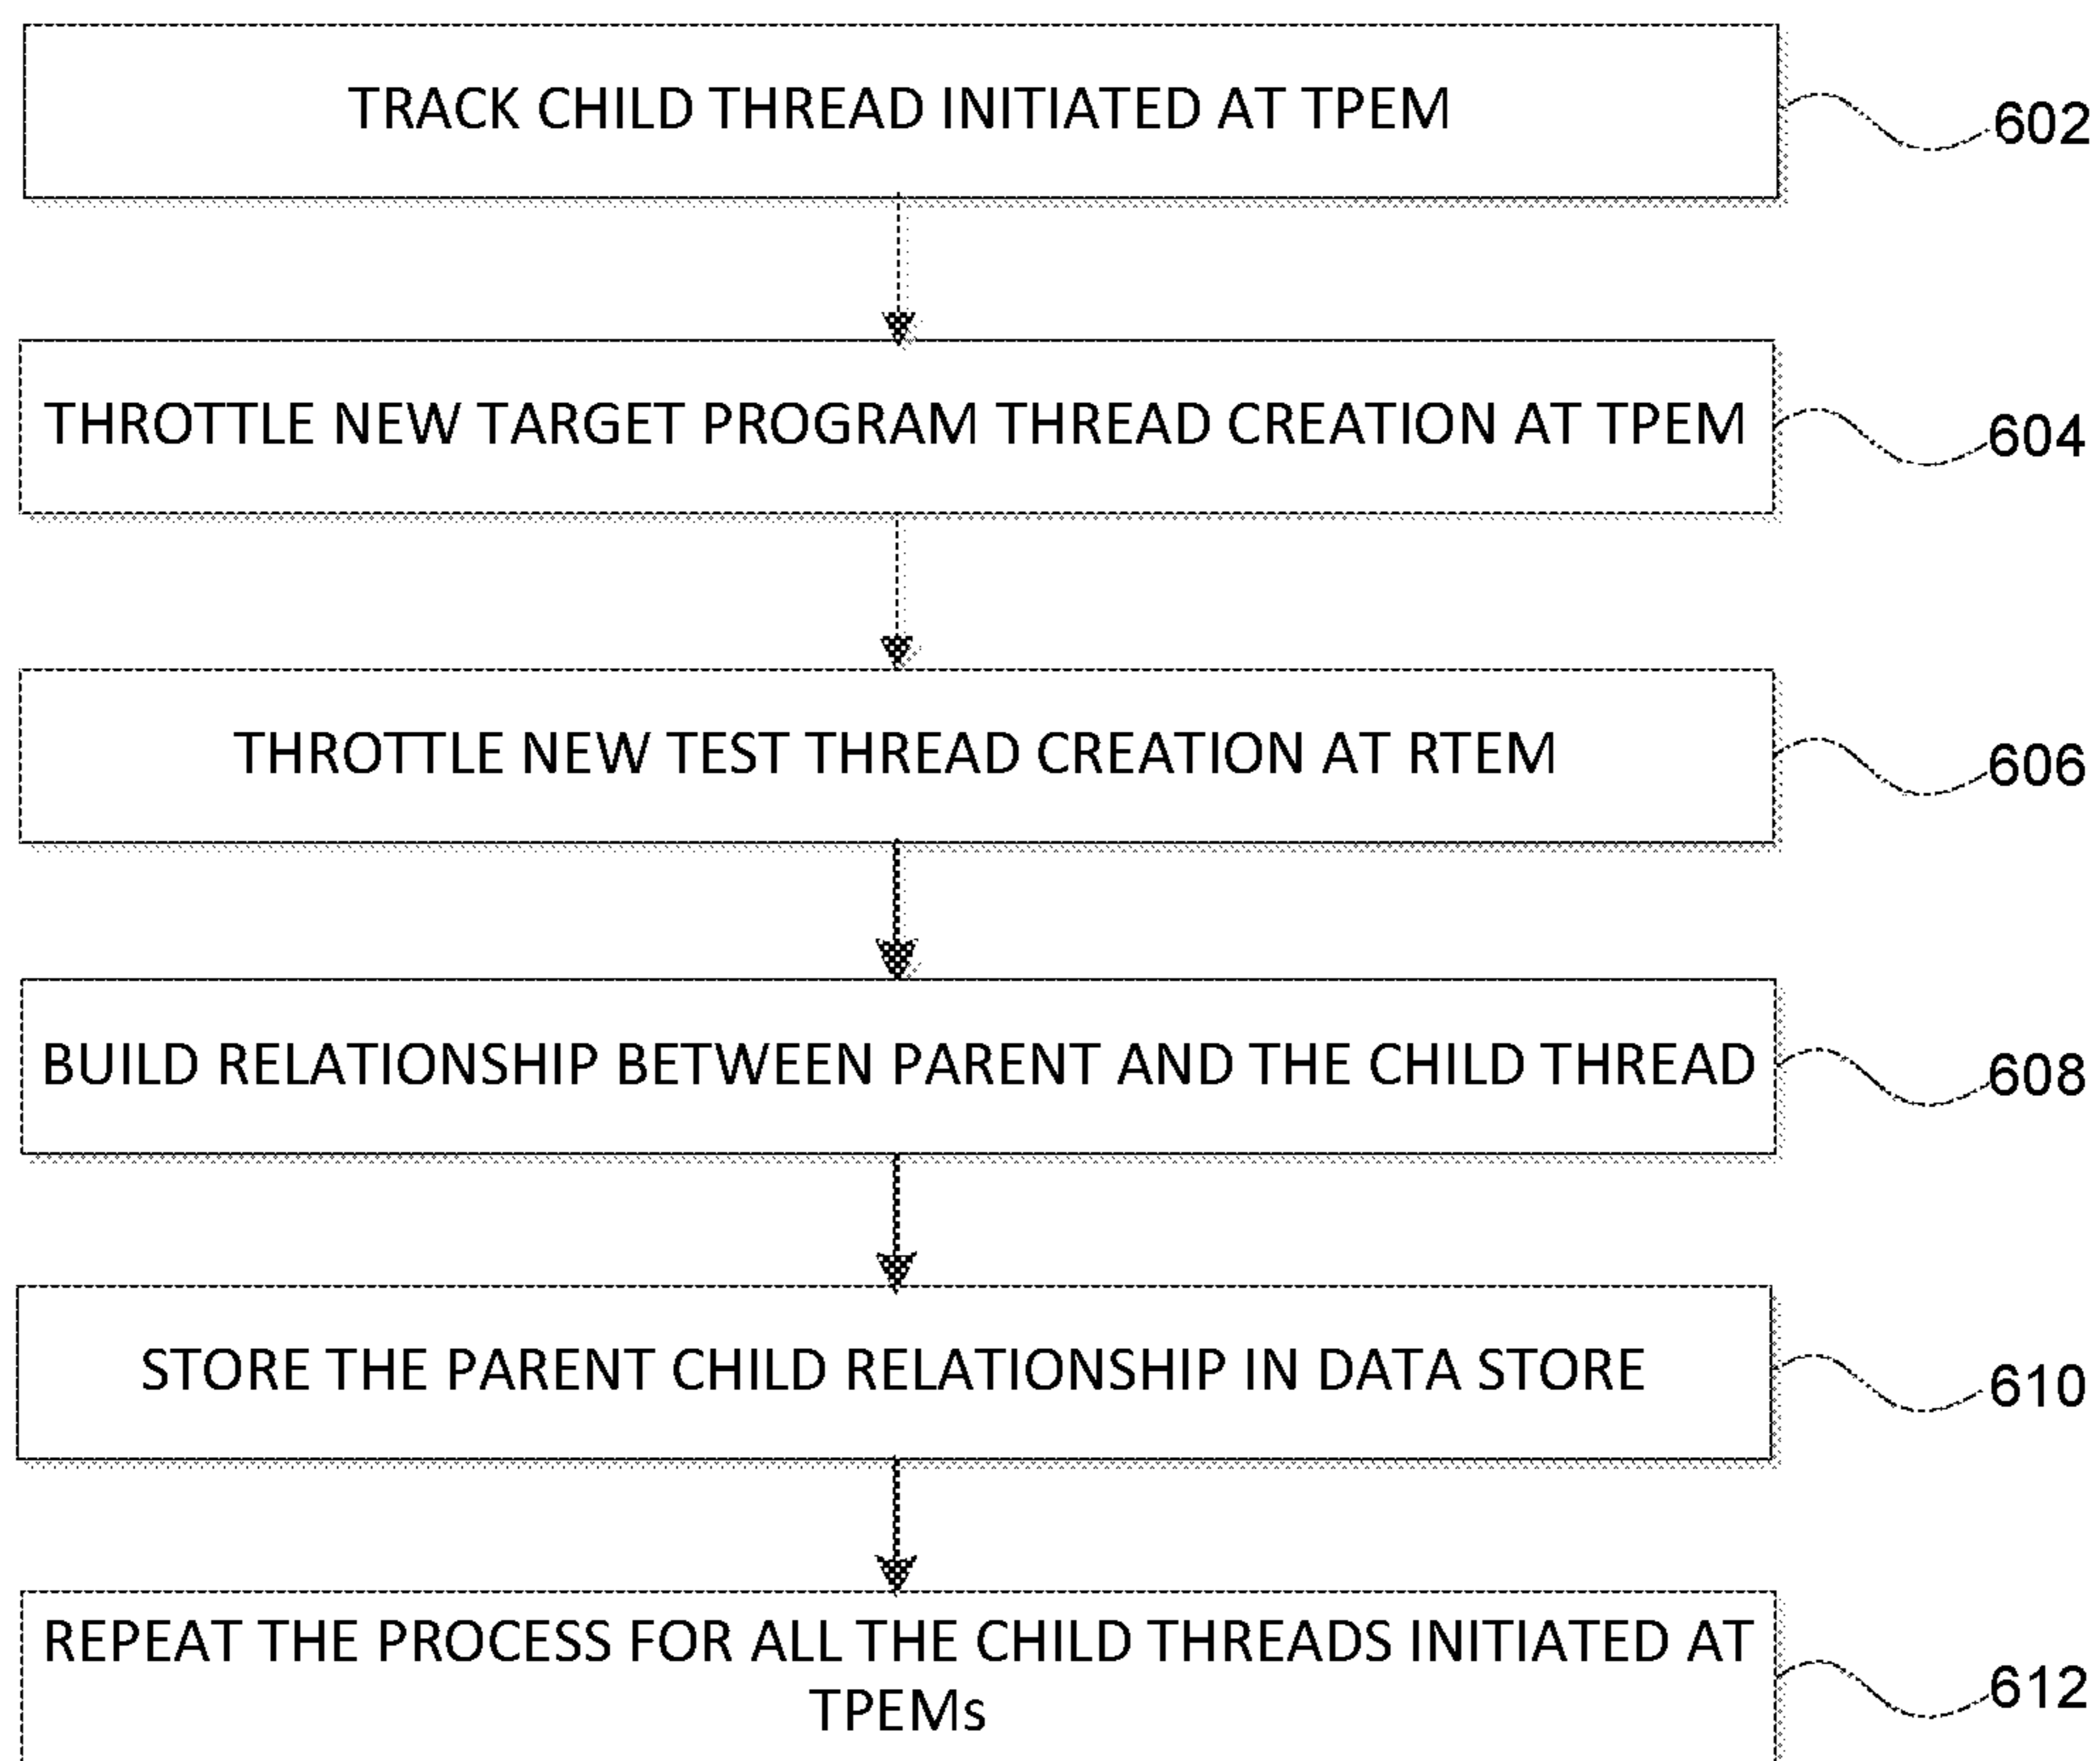 TRACK CHILD THREAD INITIATED AT TPEM
602
THROTTLE NEW TARGET PROGRAM THREAD CREATION AT TPEM
604
THROTTLE NEW TEST THREAD CREATION AT RTEM
606
BUILD RELATIONSHIP BETWEEN PARENT AND THE CHILD THREAD
608
STORE THE PARENT CHILD RELATIONSHIP IN DATA STORE
610
REPEAT THE PROCESS FOR ALL THE CHILD THREADS INITIATED AT
TPEMs
612